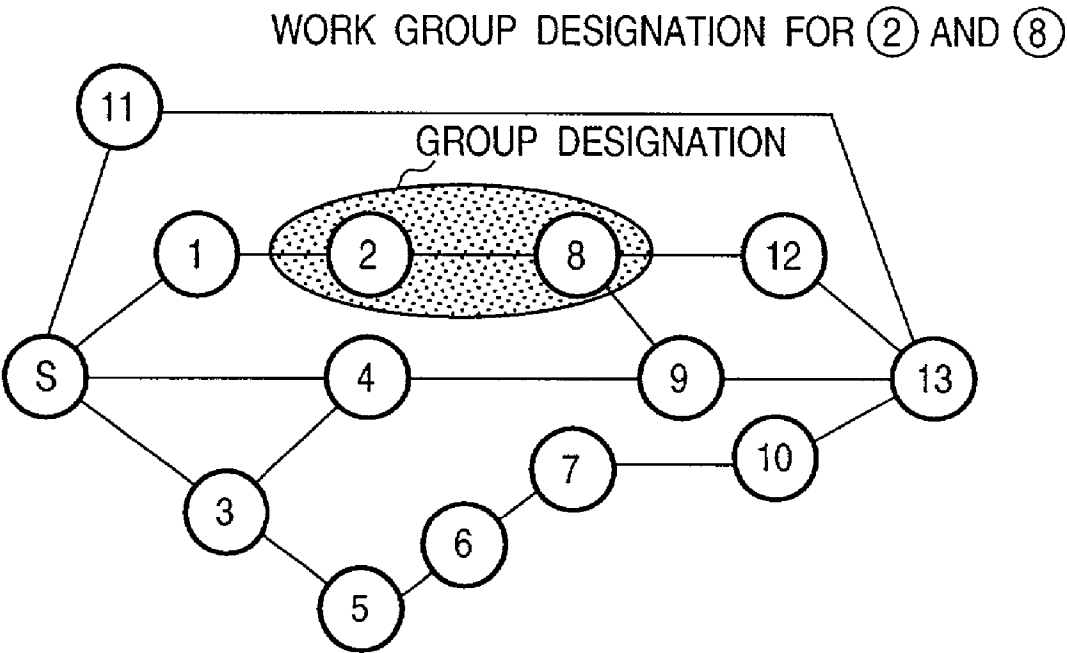 WORK GROUP DESIGNATION FOR 2 AND 8
11
GROUP DESIGNATION
1 2 8 12
S 4 9 13
3 7 10
6
5